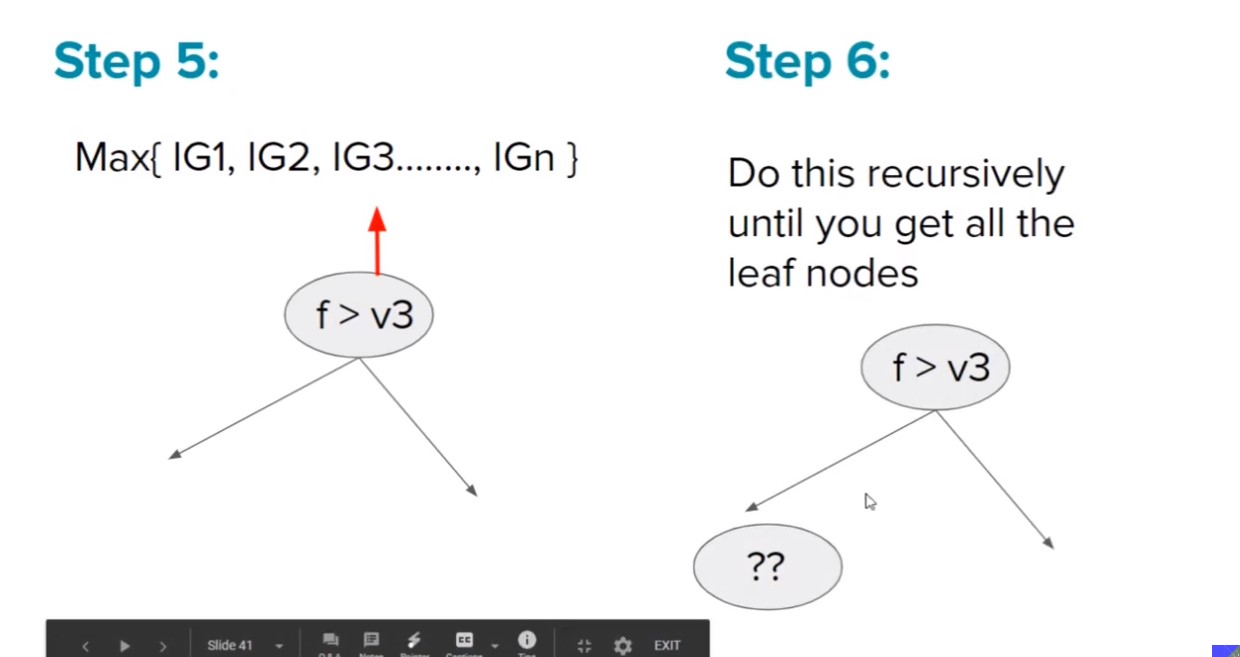 Step 5:
Max{ IG1, IG2, IG3........, IGn }
f > v3
Step 6:
Do this recursively
until you get all the
leaf nodes
f > v3
??
Slide 41
CC
EXIT